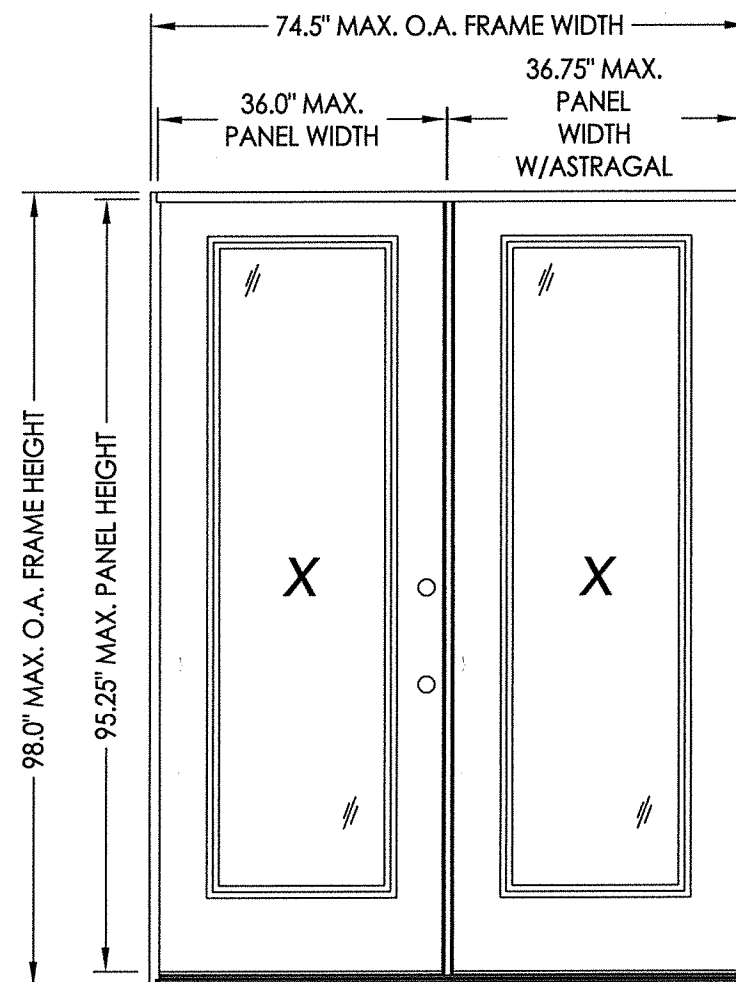 74.5" MAX. O.A. FRAME WIDTH
36.0" MAX.
PANEL WIDTH
36.75" MAX.
PANEL
WIDTH
W/ASTRAGAL
98.0" MAX. O.A. FRAME HEIGHT
95.25" MAX. PANEL HEIGHT
X
X